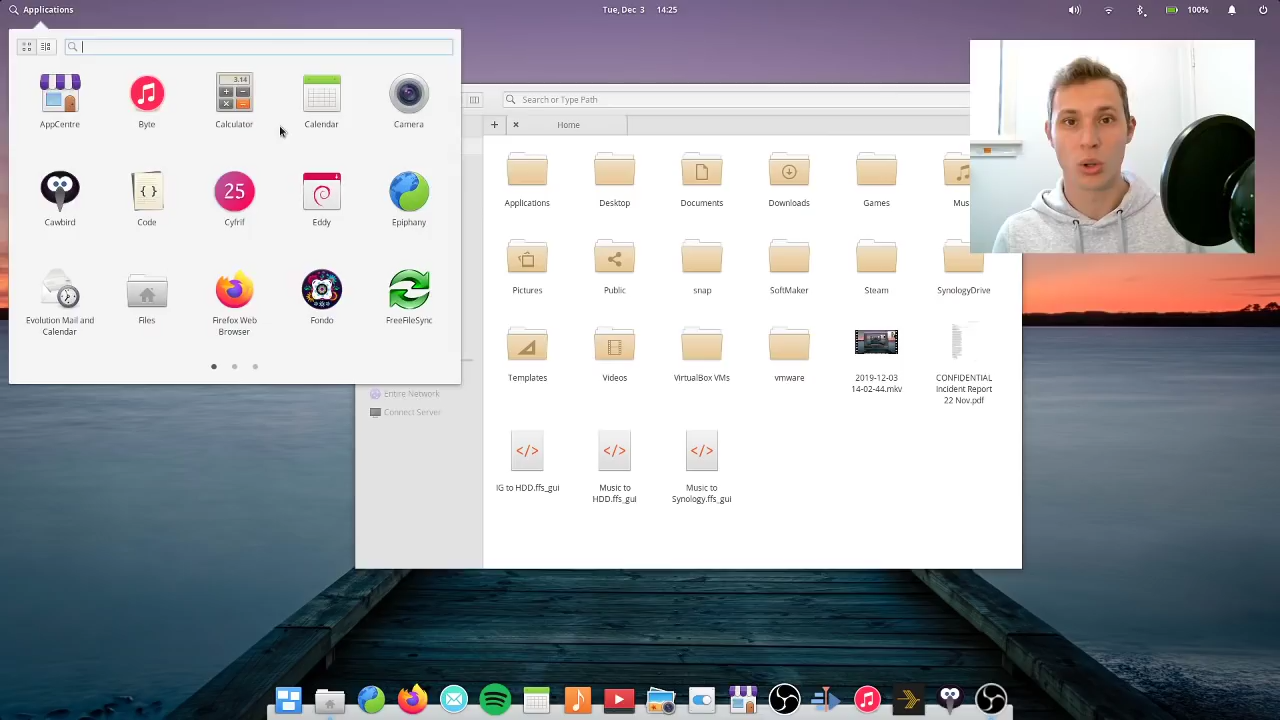 Applications
Tue, Dec 3 14:25
100%
3.14
AppCentre
Byte
Calculator
Calendar
Camera
25
Cawbird
Code
Cyfrif
Eddy
Epiphany
Evolution Mail and
Calendar
Files
Firefox Web
Browser
Fondo
FreeFileSync
Search or Type Path
Home
Applications
Desktop
Documents
Downloads
Games
Mus
Pictures
Public
snap
SoftMaker
Steam
SynologyDrive
Templates
Videos
VirtualBox VMs
vmware
2019-12-03
14-02-44.mkv
CONFIDENTIAL
Incident Report
22 Nov.pdf
Entire Network
Connect Server
IG to HDD.ffs_gui
Music to
HDD.ffs_gui
Music to
Synology.ffs_gui